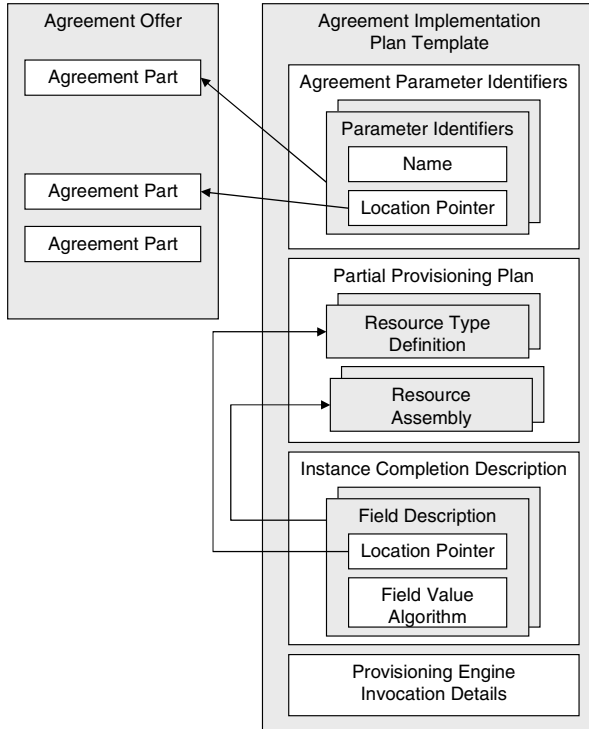 Agreement Offer
Agreement Part
Agreement Part
Agreement Part
Agreement Implementation
Plan Template
Agreement Parameter Identifiers
Parameter Identifiers
Name
Location Pointer
Partial Provisioning Plan
Resource Type
Definition
Resource
Assembly
Instance Completion Description
Field Description
Location Pointer
Field Value
Algorithm
Provisioning Engine
Invocation Details